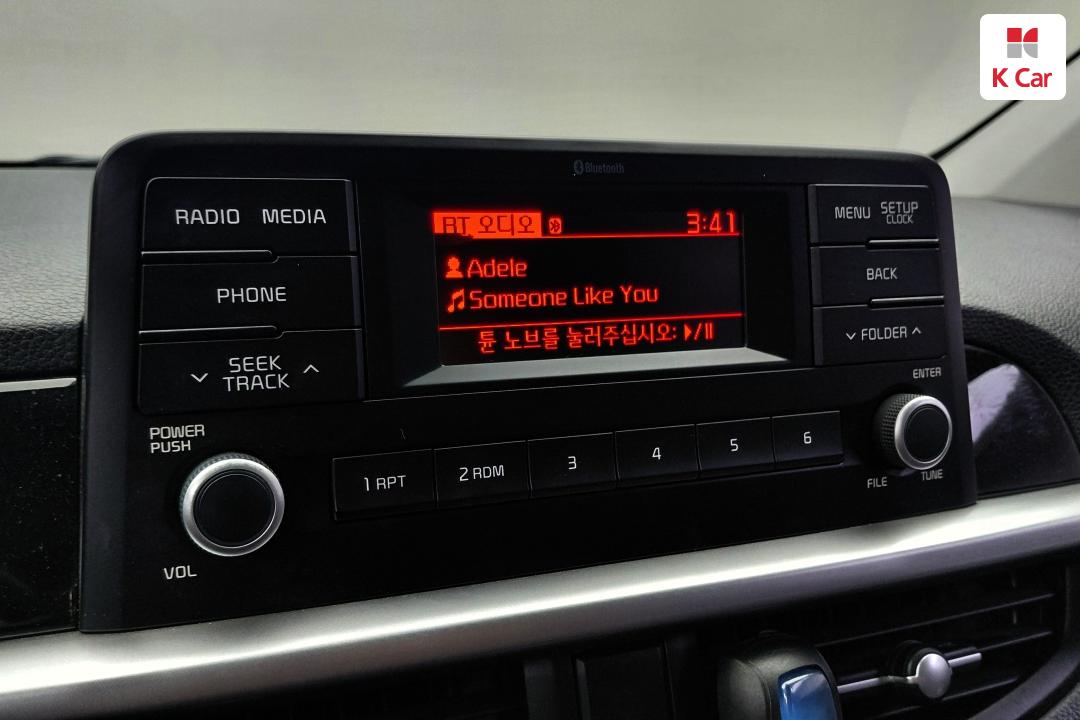 K Car
Bluetooth
RADIO MEDIA
PHONE
SEEK
TRACK
POWER
PUSH
VOL
BT 오디오 3:41
Adele
Someone Like You
튠 노브를 눌러주십시오: ▶/II
MENU SETUP
CLOCK
BACK
FOLDER
ENTER
FILE TUNE
1 RPT 2 RDM 3 4 5 6